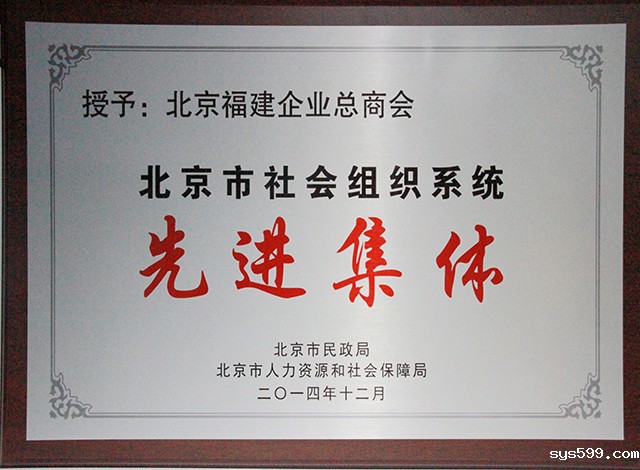 授予：北京福建企业总商会
北京市社会组织系统
先进集体
北京市民政局
北京市人力资源和社会保障局
二〇一四年十二月
sys599.com